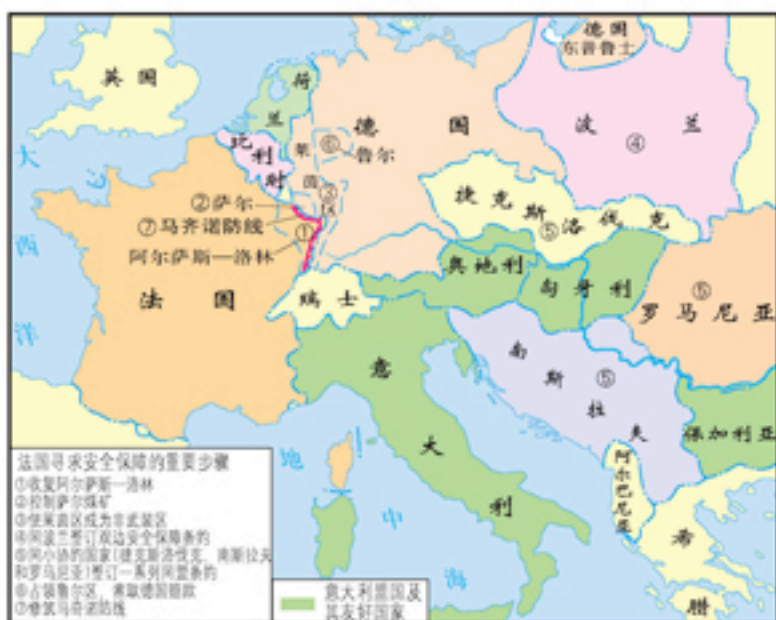 德国
东普鲁士
英国
荷
兰
德国
波兰
④
⑥
鲁尔
比利时
莱茵
③
区
大西洋
②萨尔
⑦马齐诺防线
①
阿尔萨斯—洛林
捷克斯洛伐克
⑤
奥地利
匈牙利
⑤
罗马尼亚
法国
瑞士
南斯拉夫
⑤
意大利
保加利亚
阿尔巴尼亚
希腊
地中海
法国寻求安全保障的重要步骤
①收复阿尔萨斯—洛林
②控制萨尔煤矿
③使莱茵区成为非武装区
④同波兰签订双边安全保障条约
⑤同小协约国家(捷克斯洛伐克、南斯拉夫
和罗马尼亚)签订一系列同盟条约
⑥占领鲁尔区、索取德国赔款
⑦修筑马奇诺防线
意大利盟国及
其友好国家